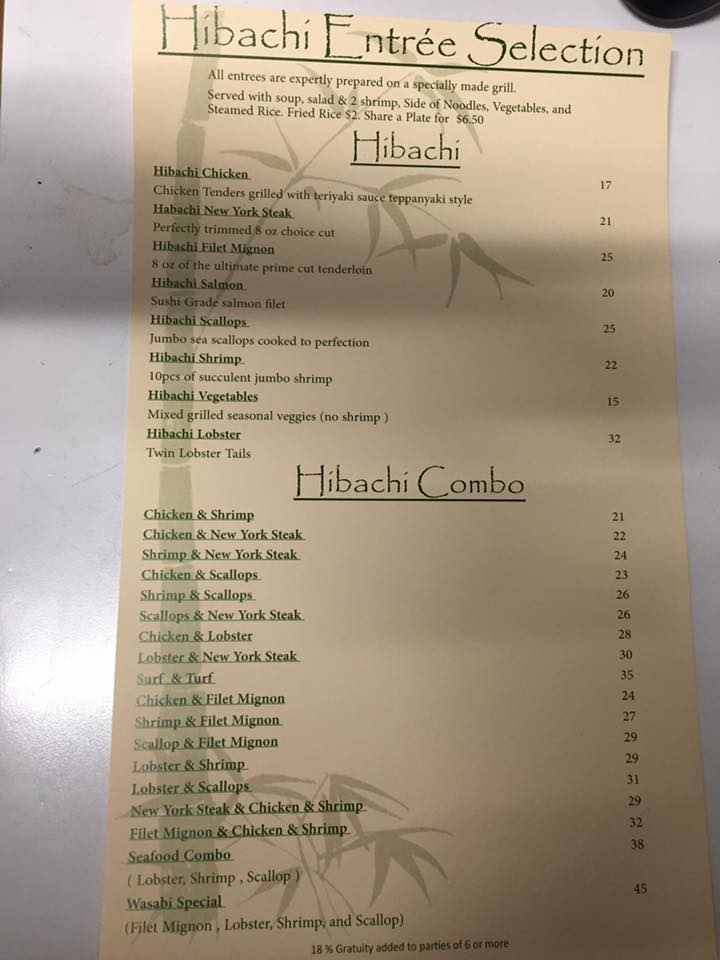 Hibachi Entrée Selection
All entrees are expertly prepared on a specially made grill.
Served with soup, salad & 2 shrimp, Side of Noodles, Vegetables, and
Steamed Rice. Fried Rice $2. Share a Plate for $6.50
Hibachi
Hibachi Chicken 17
Chicken Tenders grilled with teriyaki sauce teppanyaki style
Habachi New York Steak 21
Perfectly trimmed 8 oz choice cut
Hibachi Filet Mignon 25
8 oz of the ultimate prime cut tenderloin
Hibachi Salmon 20
Sushi Grade salmon filet
Hibachi Scallops 25
Jumbo sea scallops cooked to perfection
Hibachi Shrimp 22
10pcs of succulent jumbo shrimp
Hibachi Vegetables 15
Mixed grilled seasonal veggies (no shrimp )
Hibachi Lobster 32
Twin Lobster Tails
Hibachi Combo
Chicken & Shrimp 21
Chicken & New York Steak 22
Shrimp & New York Steak 24
Chicken & Scallops 23
Shrimp & Scallops 26
Scallops & New York Steak 26
Chicken & Lobster 28
Lobster & New York Steak 30
Surf & Turf 35
Chicken & Filet Mignon 24
Shrimp & Filet Mignon 27
Scallop & Filet Mignon 29
Lobster & Shrimp 29
Lobster & Scallops 31
New York Steak & Chicken & Shrimp 29
Filet Mignon & Chicken & Shrimp 32
Seafood Combo 38
( Lobster, Shrimp , Scallop )
Wasabi Special 45
(Filet Mignon , Lobster, Shrimp, and Scallop)
18 % Gratuity added to parties of 6 or more